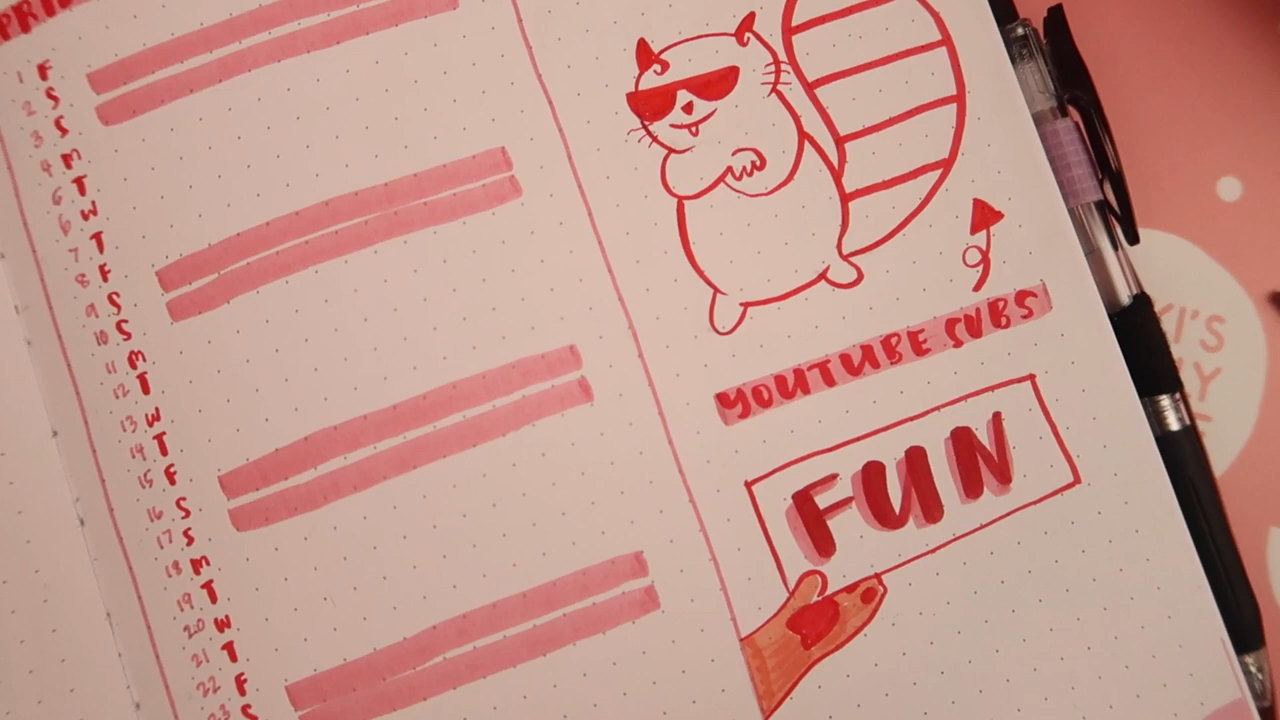 PRI
1 F
2 S
3 S
4 M
5 T
6 W
7 T
8 F
9 S
10 S
11 M
12 T
13 W
14 T
15 F
16 S
17 S
18 M
19 T
20 W
21 T
22 F
23 S
YOUTUBE SUBS
FUN